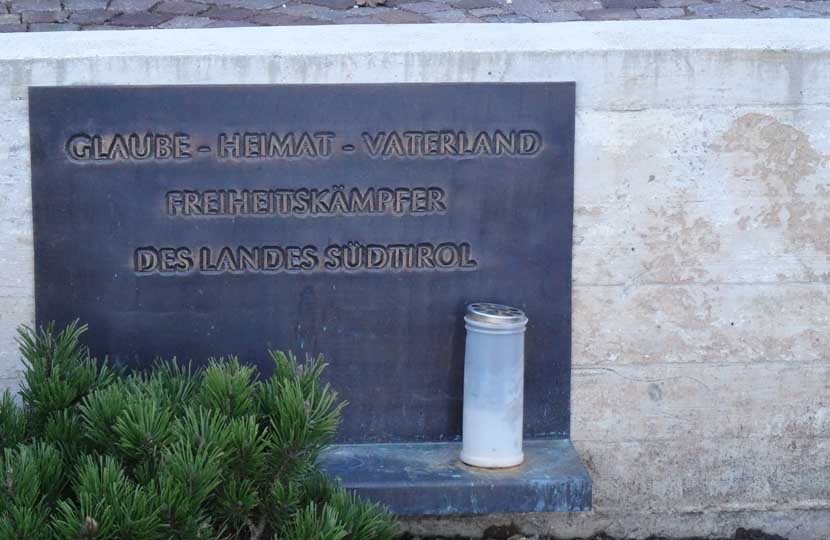 GLAUBE - HEIMAT - VATERLAND
FREIHEITSKÄMPFER
DES LANDES SÜDTIROL